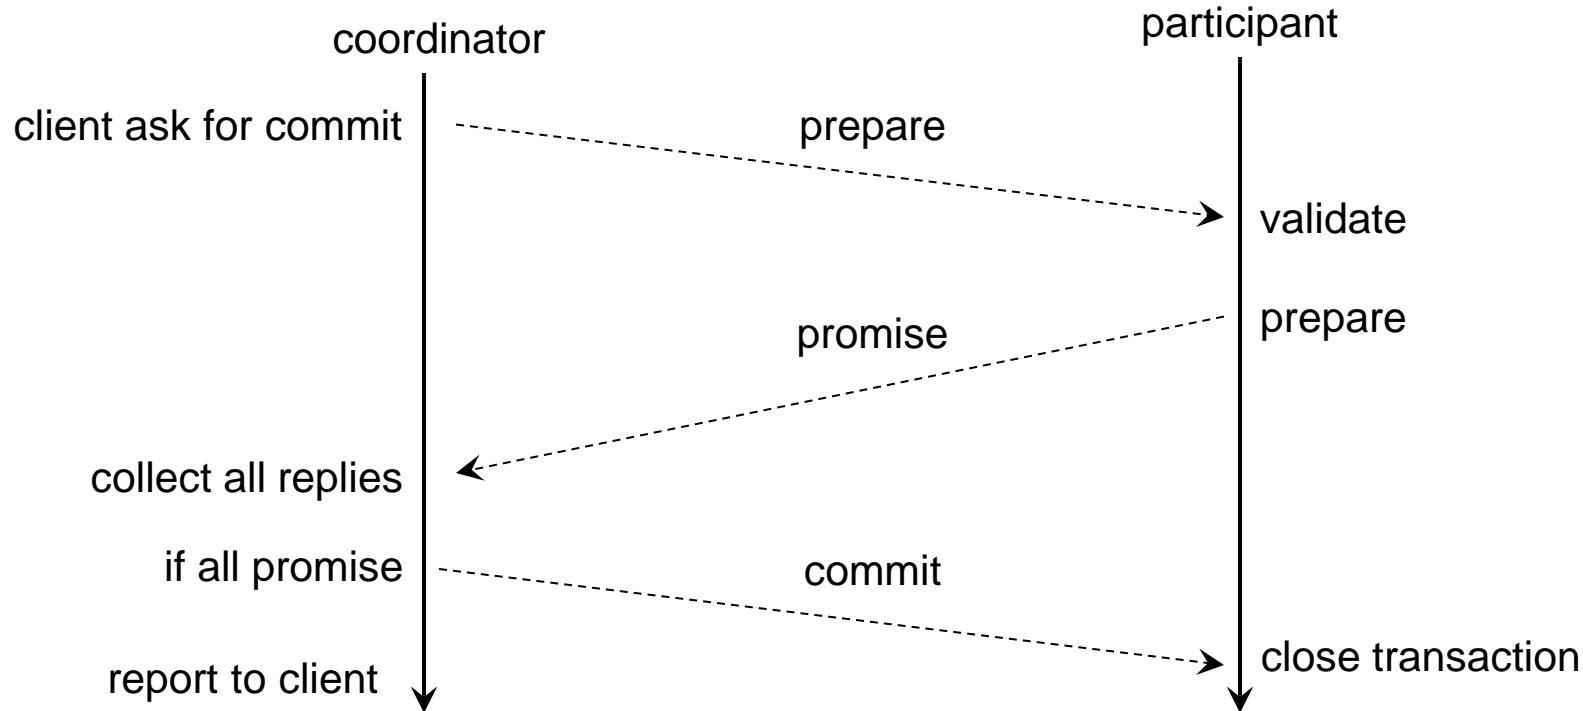 coordinator
participant
client ask for commit
prepare
validate
promise
prepare
collect all replies
if all promise
commit
report to client
close transaction